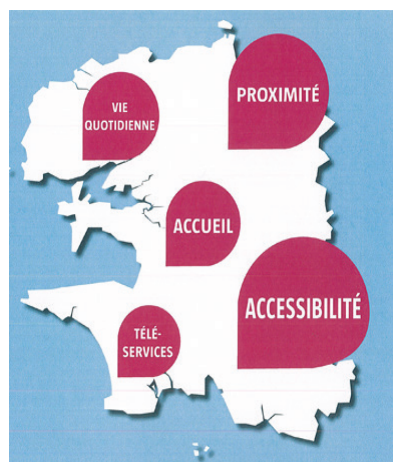 PROXIMITÉ
VIE
QUOTIDIENNE
ACCUEIL
ACCESSIBILITÉ
TÉLÉ-
SERVICES